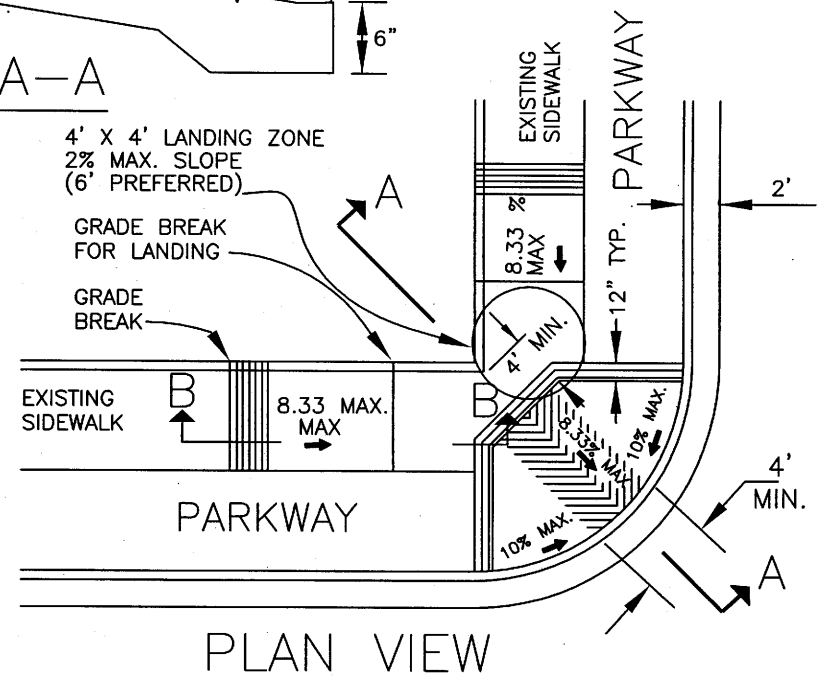 6"
A-A
4' X 4' LANDING ZONE
2% MAX. SLOPE
(6' PREFERRED)
GRADE BREAK
FOR LANDING
GRADE
BREAK
A
EXISTING
SIDEWALK
PARKWAY
2'
8.33 %
MAX
12" TYP.
4' MIN.
EXISTING
SIDEWALK
B
8.33 MAX.
MAX
B
8.33% MAX
10% MAX.
10% MAX.
PARKWAY
4'
MIN.
A
PLAN VIEW